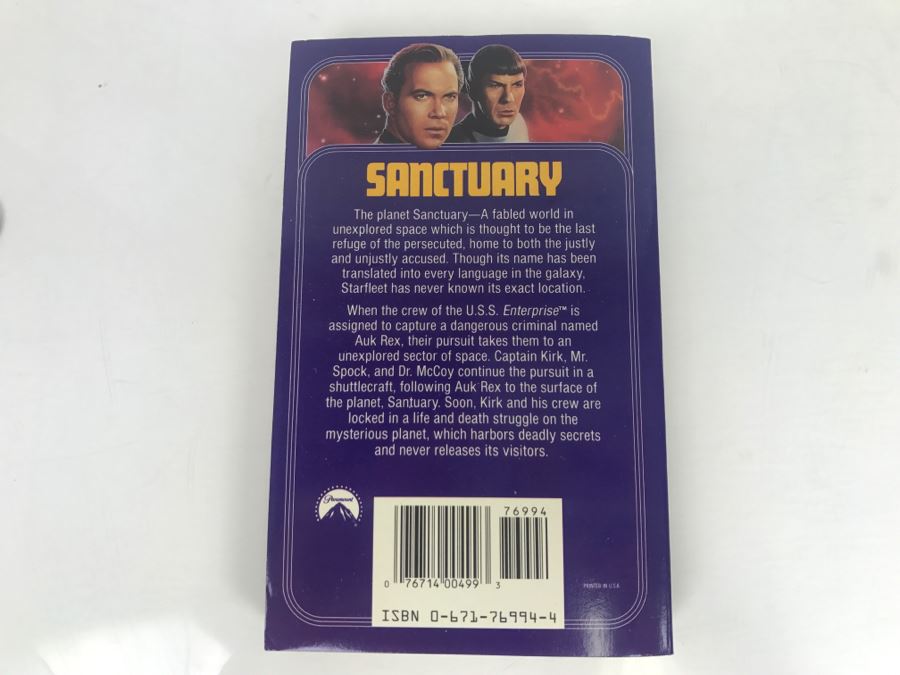 SANCTUARY
The planet Sanctuary—A fabled world in
unexplored space which is thought to be the last
refuge of the persecuted, home to both the justly
and unjustly accused. Though its name has been
translated into every language in the galaxy,
Starfleet has never known its exact location.
When the crew of the U.S.S. Enterprise™ is
assigned to capture a dangerous criminal named
Auk Rex, their pursuit takes them to an
unexplored sector of space. Captain Kirk, Mr.
Spock, and Dr. McCoy continue the pursuit in a
shuttlecraft, following Auk Rex to the surface of
the planet, Santuary. Soon, Kirk and his crew are
locked in a life and death struggle on the
mysterious planet, which harbors deadly secrets
and never releases its visitors.
Paramount
76994
0 76714 00499 3
PRINTED IN U.S.A.
ISBN 0-671-76994-4